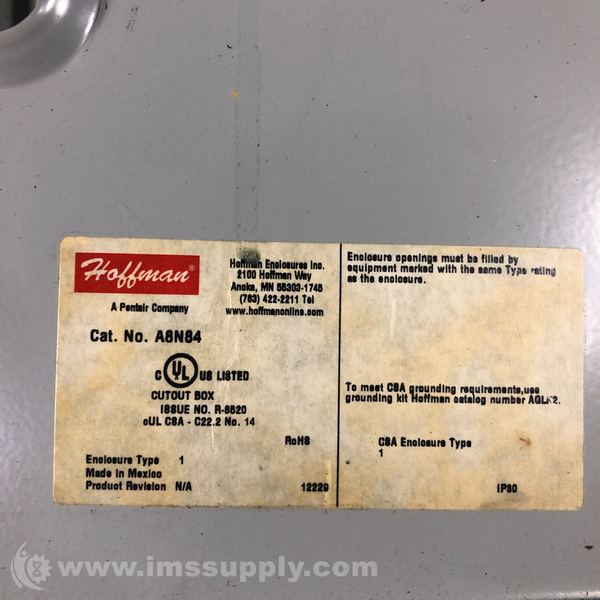 Hoffman®
A Pentair Company
Hoffman Enclosures Inc.
2100 Hoffman Way
Anoka, MN 55303-1745
(763) 422-2211 Tel
www.hoffmanonline.com
Cat. No. A8N84
C UL US LISTED
CUTOUT BOX
ISSUE NO. R-8520
cUL CSA - C22.2 No. 14
RoHS
Enclosure Type 1
Made in Mexico
Product Revision N/A
12229
Enclosure openings must be filled by
equipment marked with the same Type rating
as the enclosure.
To meet CSA grounding requirements,use
grounding kit Hoffman catalog number AGLK2.
CSA Enclosure Type
1
IP30
© www.imssupply.com/